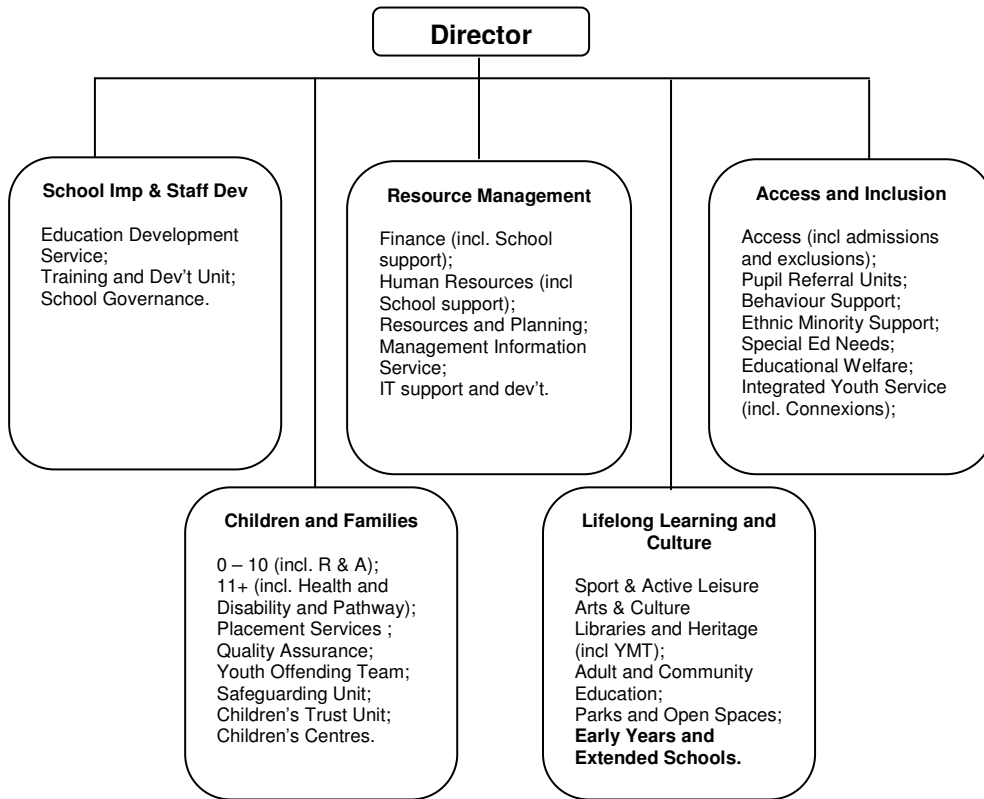 Director
School Imp & Staff Dev
Education Development
Service;
Training and Dev’t Unit;
School Governance.
Resource Management
Finance (incl. School
support);
Human Resources (incl
School support);
Resources and Planning;
Management Information
Service;
IT support and dev’t.
Access and Inclusion
Access (incl admissions
and exclusions);
Pupil Referral Units;
Behaviour Support;
Ethnic Minority Support;
Special Ed Needs;
Educational Welfare;
Integrated Youth Service
(incl. Connexions);
Children and Families
0 – 10 (incl. R & A);
11+ (incl. Health and
Disability and Pathway);
Placement Services ;
Quality Assurance;
Youth Offending Team;
Safeguarding Unit;
Children’s Trust Unit;
Children’s Centres.
Lifelong Learning and
Culture
Sport & Active Leisure
Arts & Culture
Libraries and Heritage
(incl YMT);
Adult and Community
Education;
Parks and Open Spaces;
Early Years and
Extended Schools.